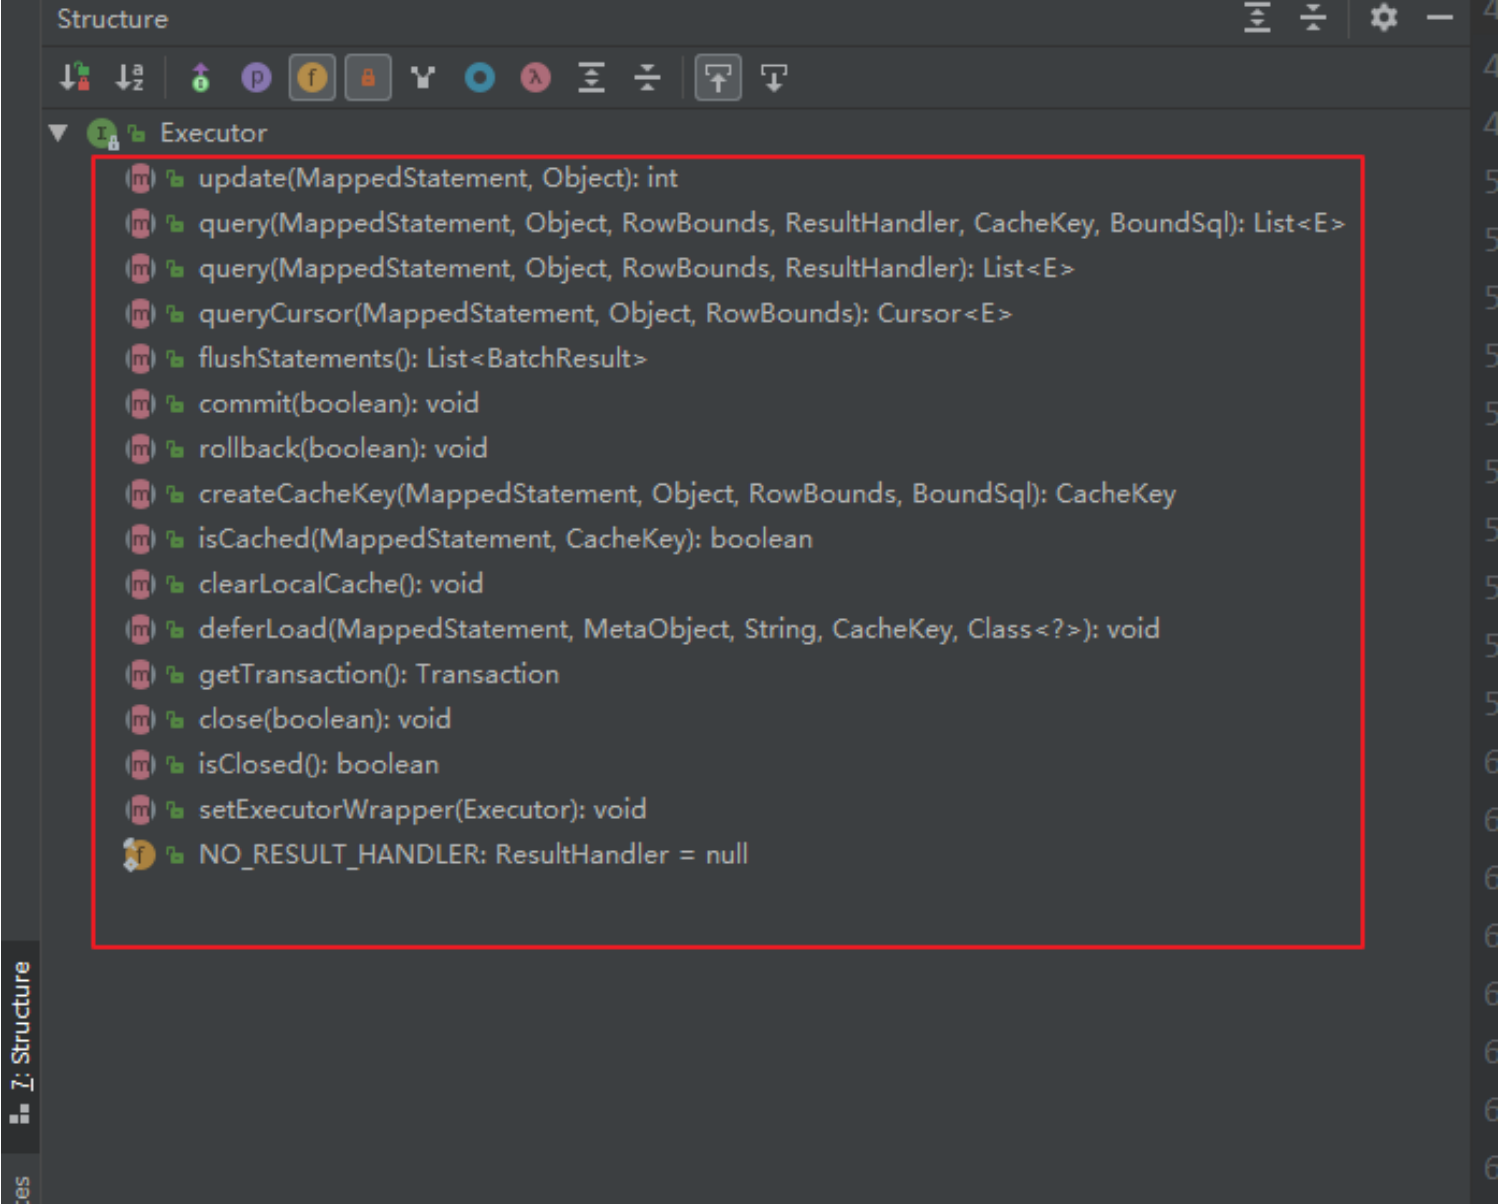 Structure
Executor
update(MappedStatement, Object): int
query(MappedStatement, Object, RowBounds, ResultHandler, CacheKey, BoundSql): List<E>
query(MappedStatement, Object, RowBounds, ResultHandler): List<E>
queryCursor(MappedStatement, Object, RowBounds): Cursor<E>
flushStatements(): List<BatchResult>
commit(boolean): void
rollback(boolean): void
createCacheKey(MappedStatement, Object, RowBounds, BoundSql): CacheKey
isCached(MappedStatement, CacheKey): boolean
clearLocalCache(): void
deferLoad(MappedStatement, MetaObject, String, CacheKey, Class<?>): void
getTransaction(): Transaction
close(boolean): void
isClosed(): boolean
setExecutorWrapper(Executor): void
NO_RESULT_HANDLER: ResultHandler = null
7: Structure